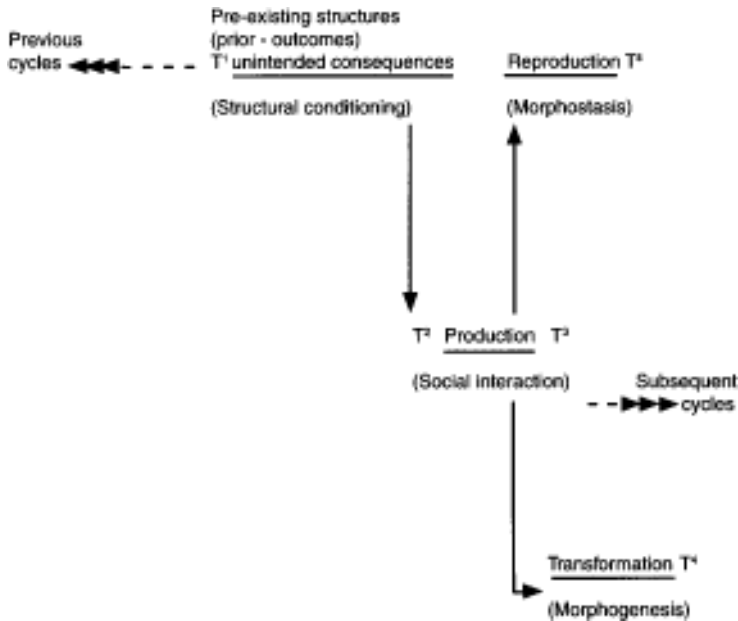 Pre-existing structures
(prior - outcomes)
Previous
cycles
T¹ unintended consequences
Reproduction
(Structural conditioning)
(Morphostasis)
T² Production T³
(Social interaction)
Subsequent
cycles
Transformation T⁴
(Morphogenesis)